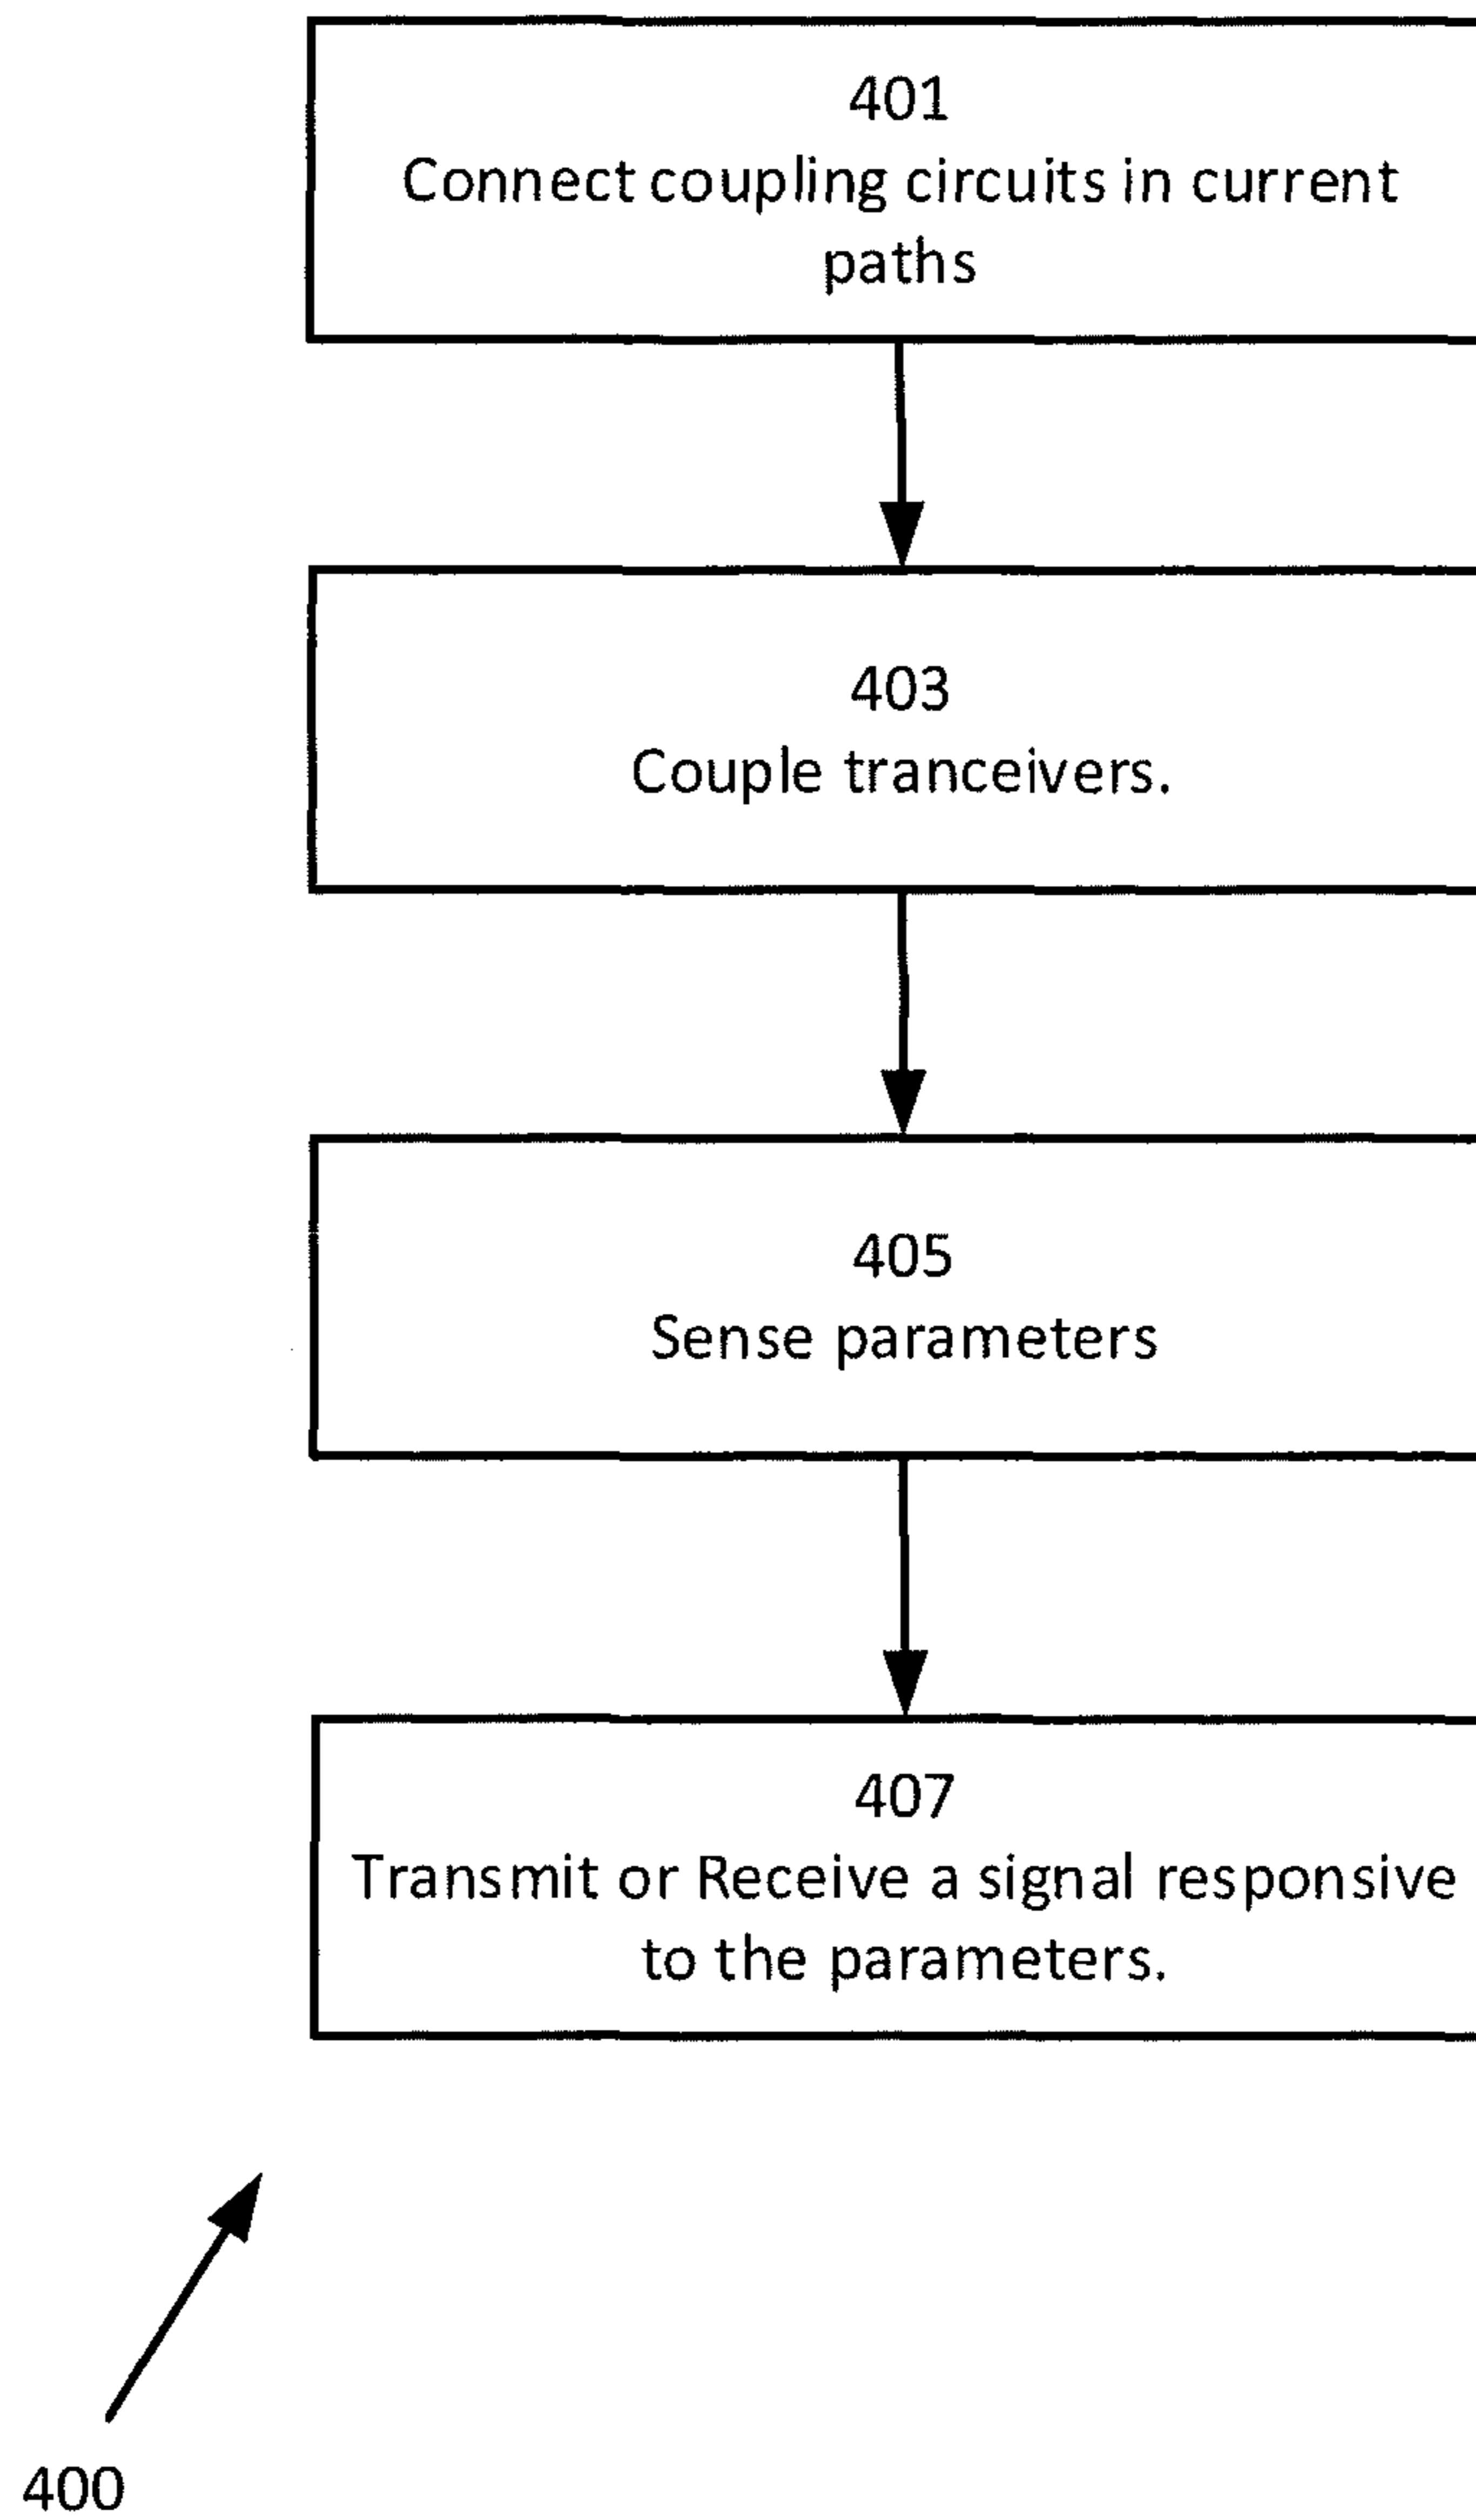 401
Connect coupling circuits in current
paths
403
Couple tranceivers.
405
Sense parameters
407
Transmit or Receive a signal responsive
to the parameters.
400